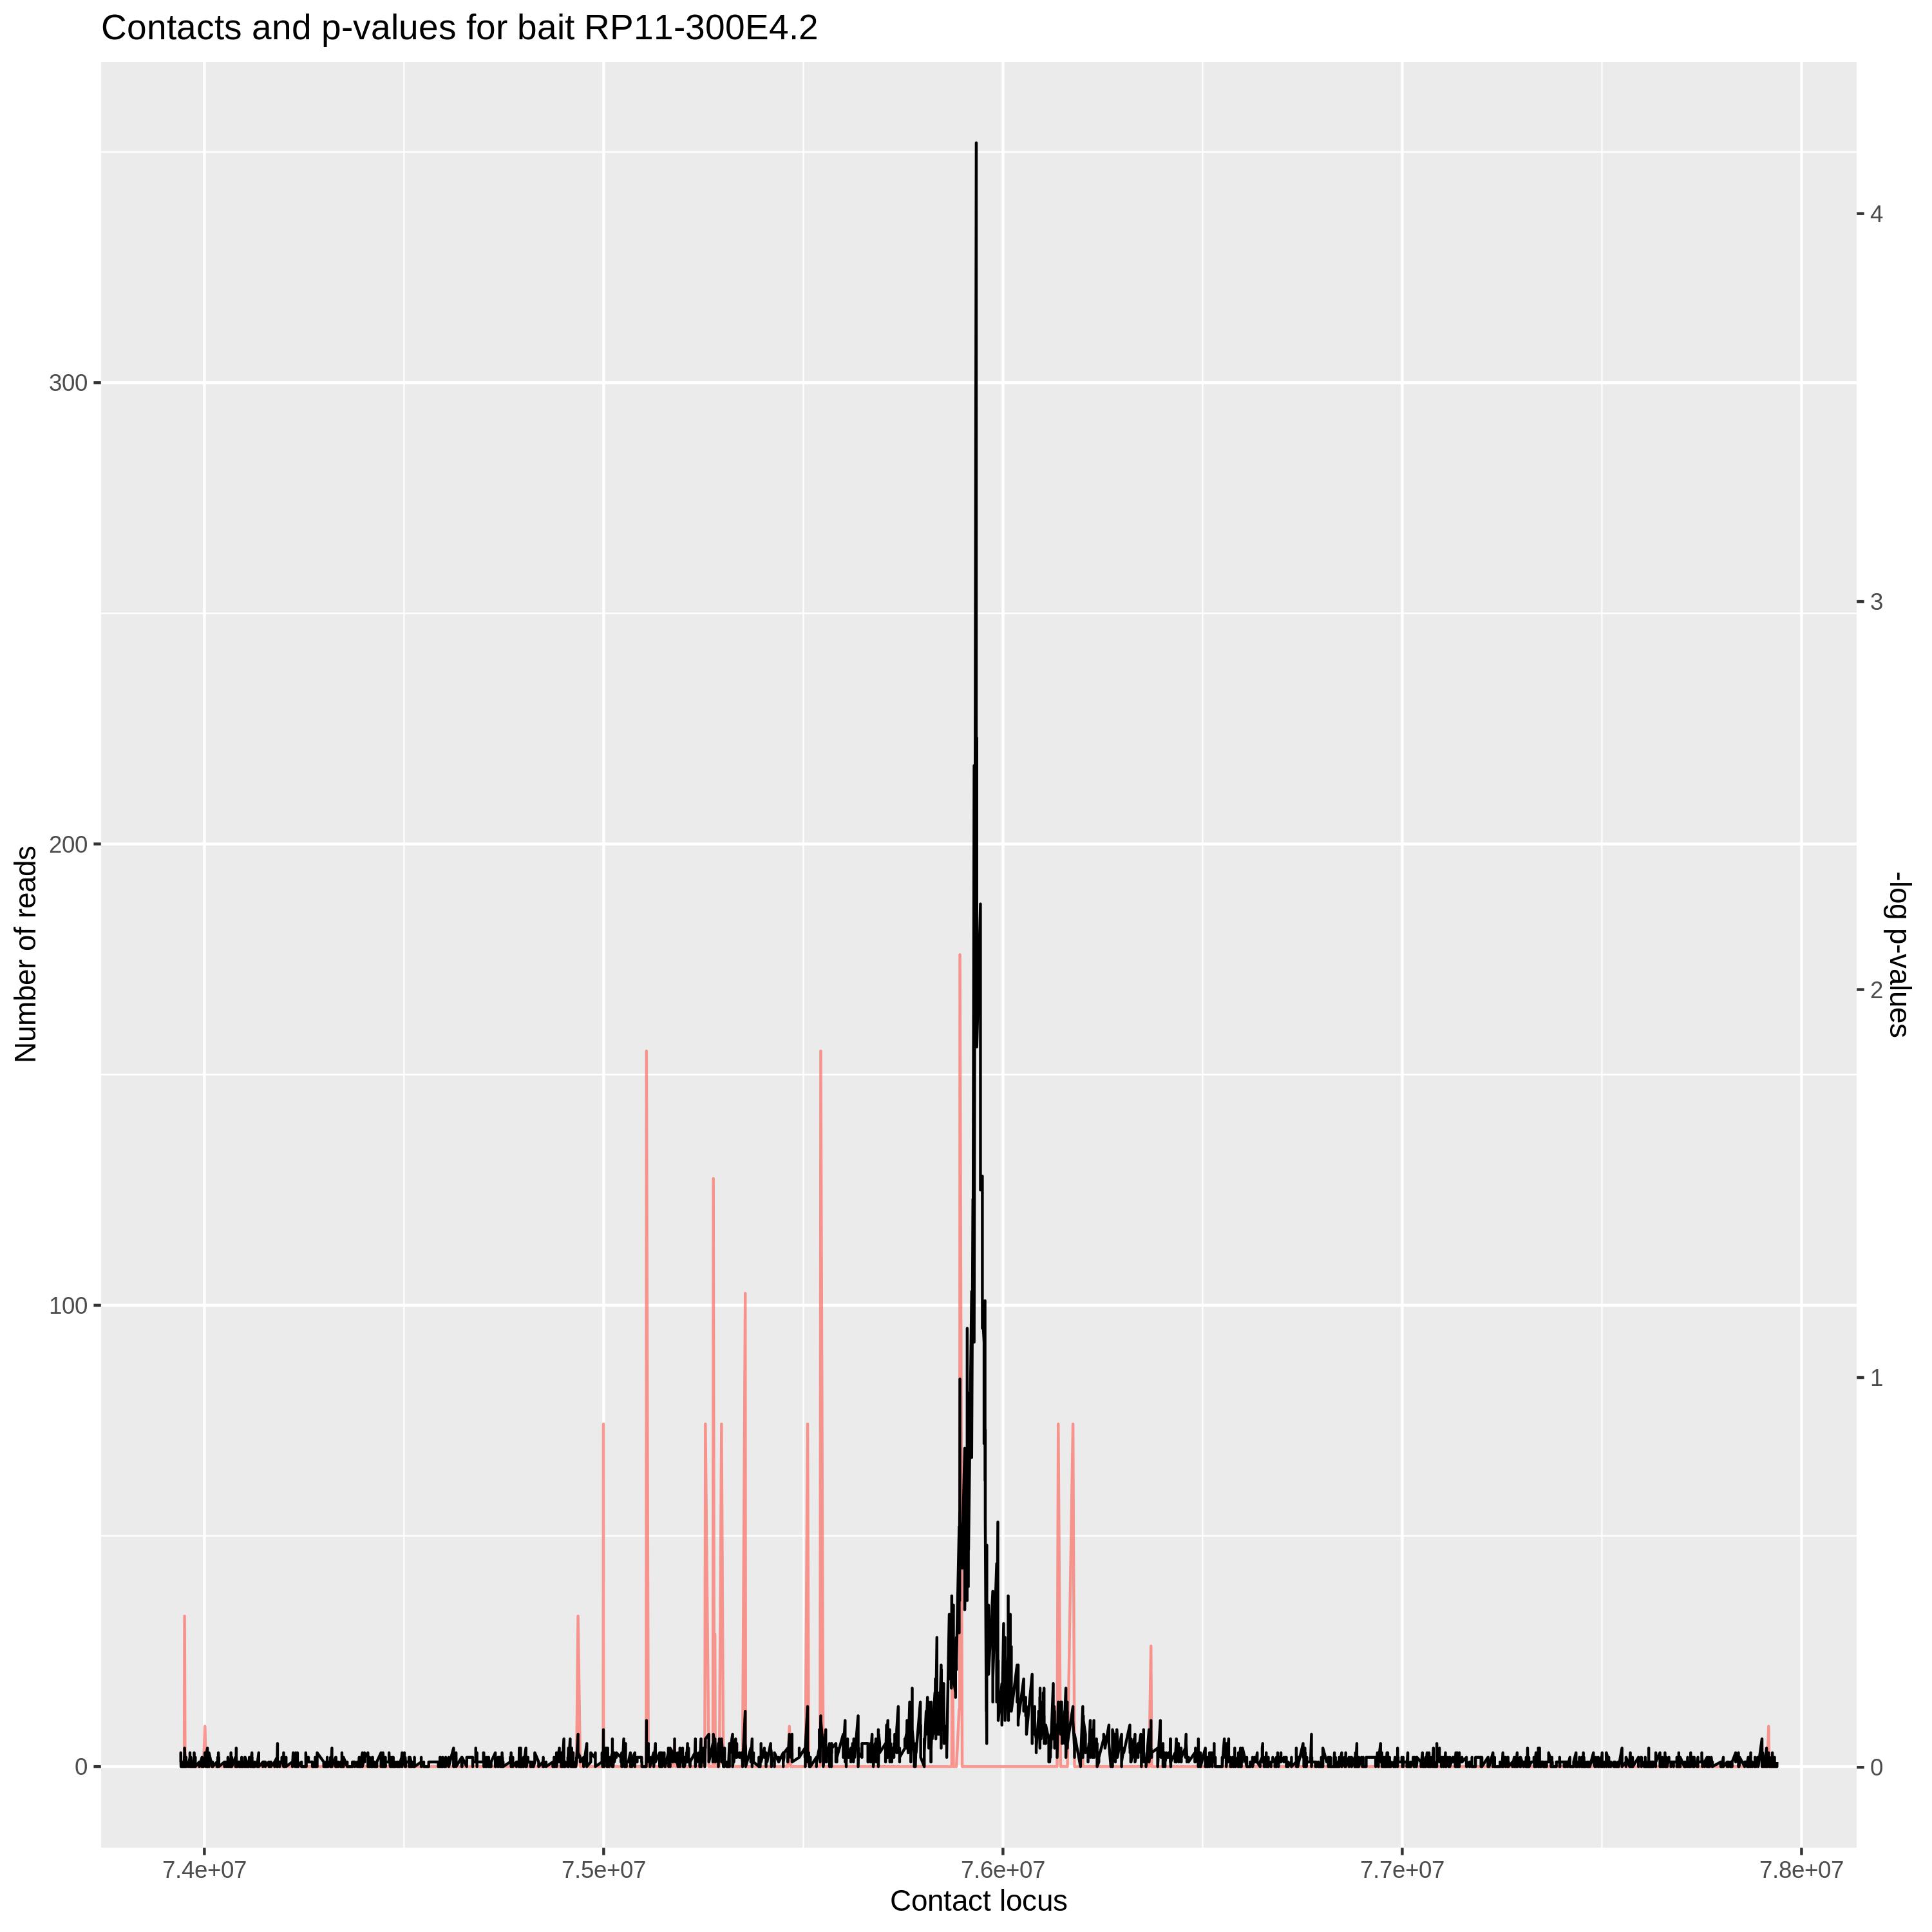 Contacts and p-values for bait RP11-300E4.2
Number of reads
300
200
100
0
4
3
2
1
0
-log p-values
7.4e+07 7.5e+07 7.6e+07 7.7e+07 7.8e+07
Contact locus